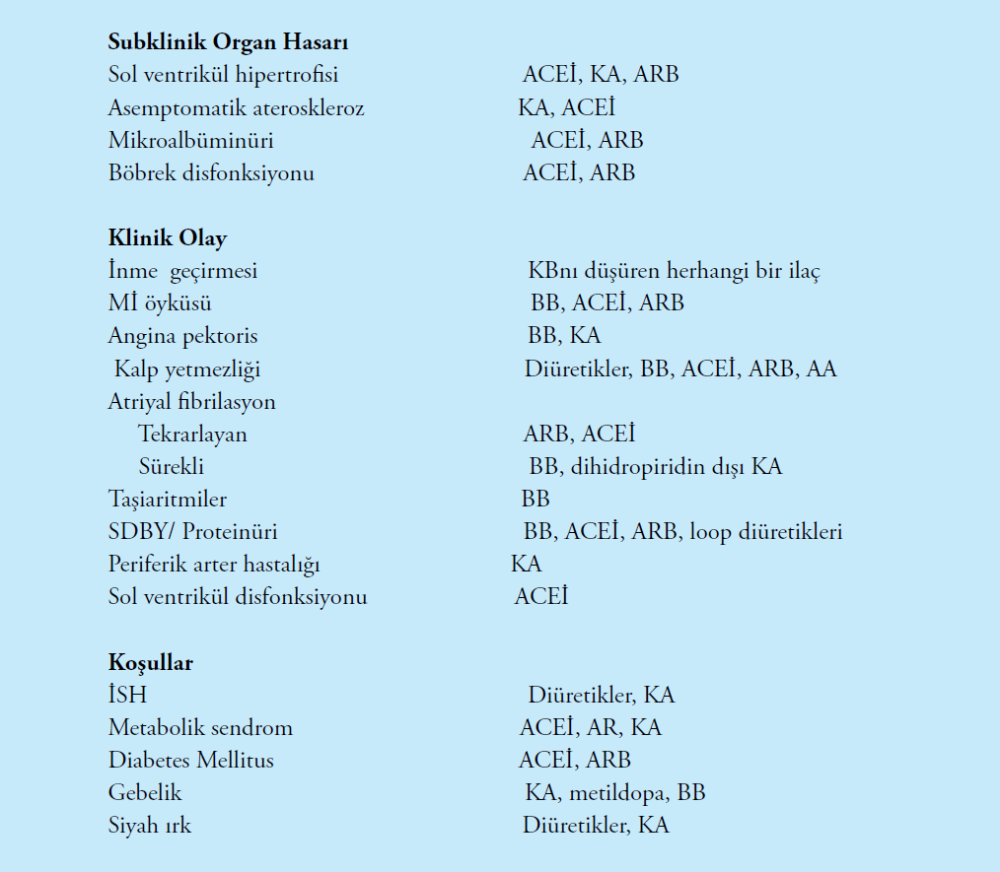 Subklinik Organ Hasarı
Sol ventrikül hipertrofisi ACEİ, KA, ARB
Asemptomatik ateroskleroz KA, ACEİ
Mikroalbüminüri ACEİ, ARB
Böbrek disfonksiyonu ACEİ, ARB
Klinik Olay
İnme geçirmesi KBnı düşüren herhangi bir ilaç
Mİ öyküsü BB, ACEİ, ARB
Angina pektoris BB, KA
Kalp yetmezliği Diüretikler, BB, ACEİ, ARB, AA
Atriyal fibrilasyon
Tekrarlayan ARB, ACEİ
Sürekli BB, dihidropiridin dışı KA
Taşiaritmiler BB
SDBY/ Proteinüri BB, ACEİ, ARB, loop diüretikleri
Periferik arter hastalığı KA
Sol ventrikül disfonksiyonu ACEİ
Koşullar
İSH Diüretikler, KA
Metabolik sendrom ACEİ, AR, KA
Diabetes Mellitus ACEİ, ARB
Gebelik KA, metildopa, BB
Siyah ırk Diüretikler, KA